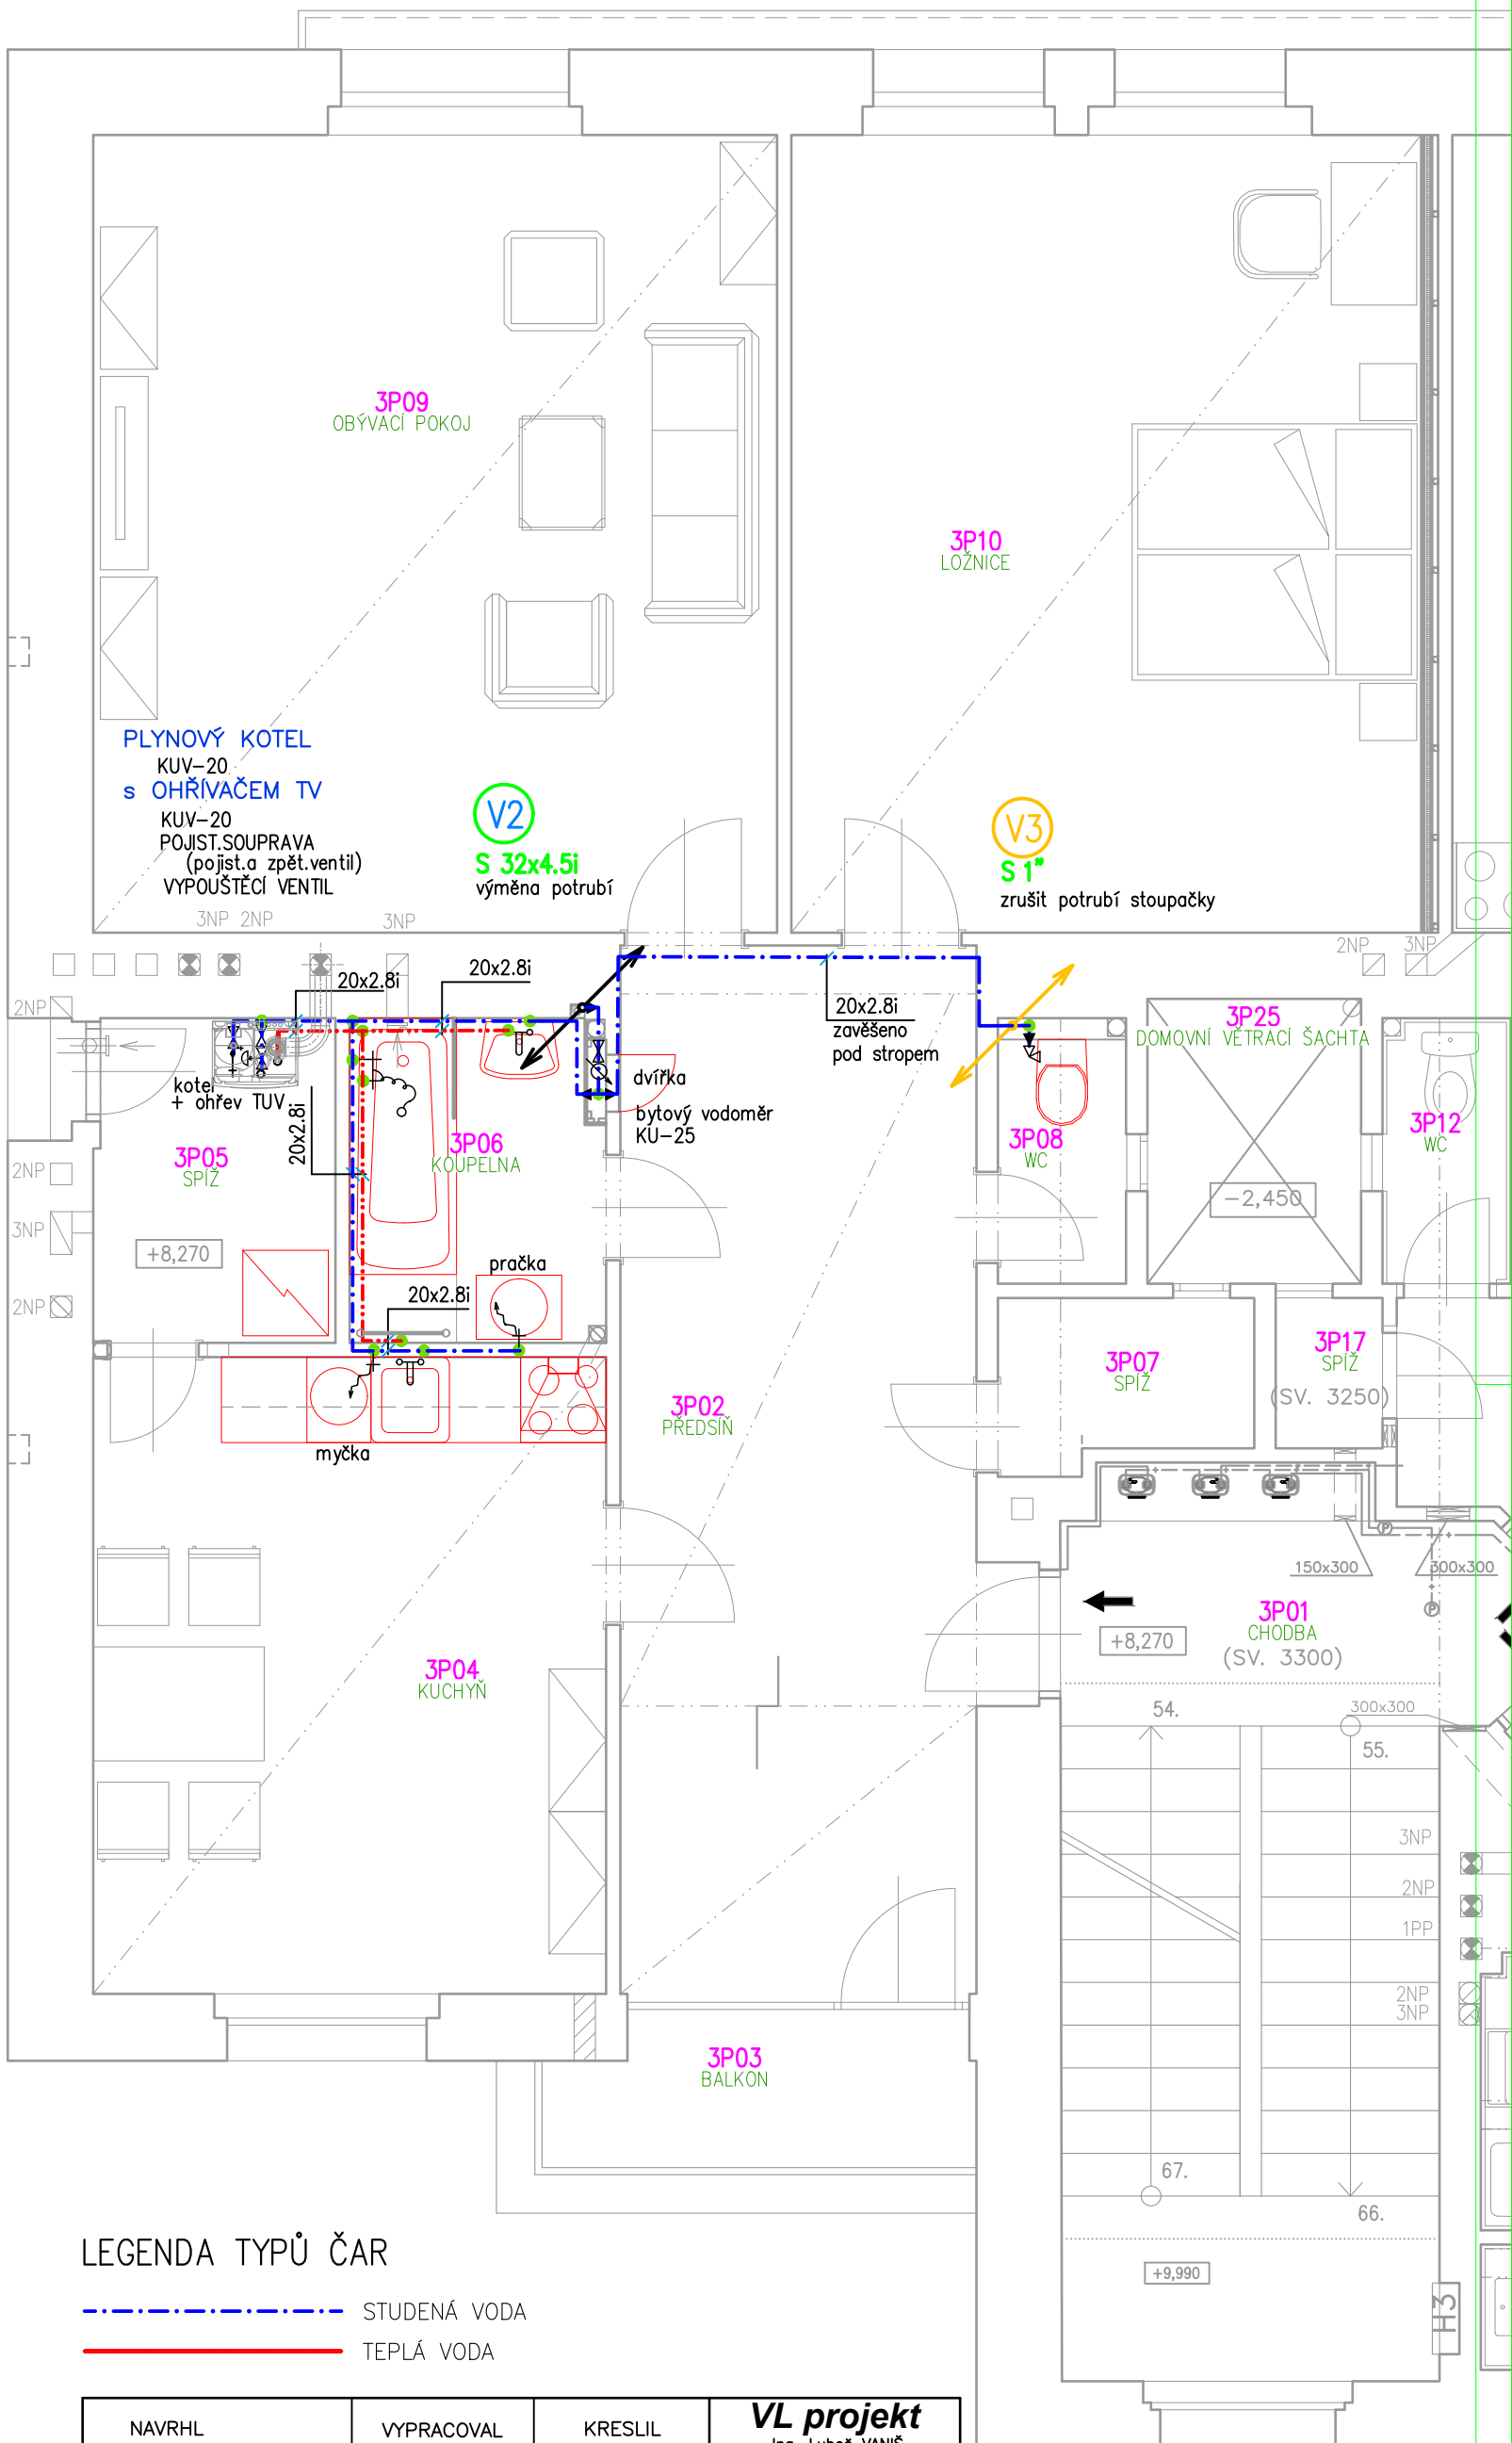 3P09
OBÝVACÍ POKOJ
3P10
LOŽNICE
PLYNOVÝ KOTEL
KUV-20
s OHŘÍVAČEM TV
KUV-20
POJIST.SOUPRAVA
(pojist.a zpět.ventil)
VYPOUŠTĚCÍ VENTIL
V2
S 32x4.5i
výměna potrubí
V3
S 1"
zrušit potrubí stoupačky
3NP 2NP
3NP
2NP
3NP
20x2.8i
20x2.8i
2NP
20x2.8i
zavěšeno
pod stropem
3P25
DOMOVNÍ VĚTRACÍ ŠACHTA
kotel
+ ohřev TUV
20x2.8i
dvířka
bytový vodoměr
KU-25
3P06
KOUPELNA
3P08
WC
3P12
WC
3P05
SPÍŽ
2NP
-2,450
3NP
+8,270
pračka
2NP
20x2.8i
3P07
SPÍŽ
3P17
SPÍŽ
(SV. 3250)
3P02
PŘEDSÍŇ
myčka
P
150x300
300x300
P
3P01
CHODBA
(SV. 3300)
+8,270
3P04
KUCHYŇ
54.
300x300
55.
3NP
2NP
1PP
2NP
3NP
3P03
BALKON
67.
66.
+9,990
H3
LEGENDA TYPŮ ČAR
STUDENÁ VODA
TEPLÁ VODA
NAVRHL
VYPRACOVAL
KRESLIL
VL projekt
Ing. Luboš VANIŠ